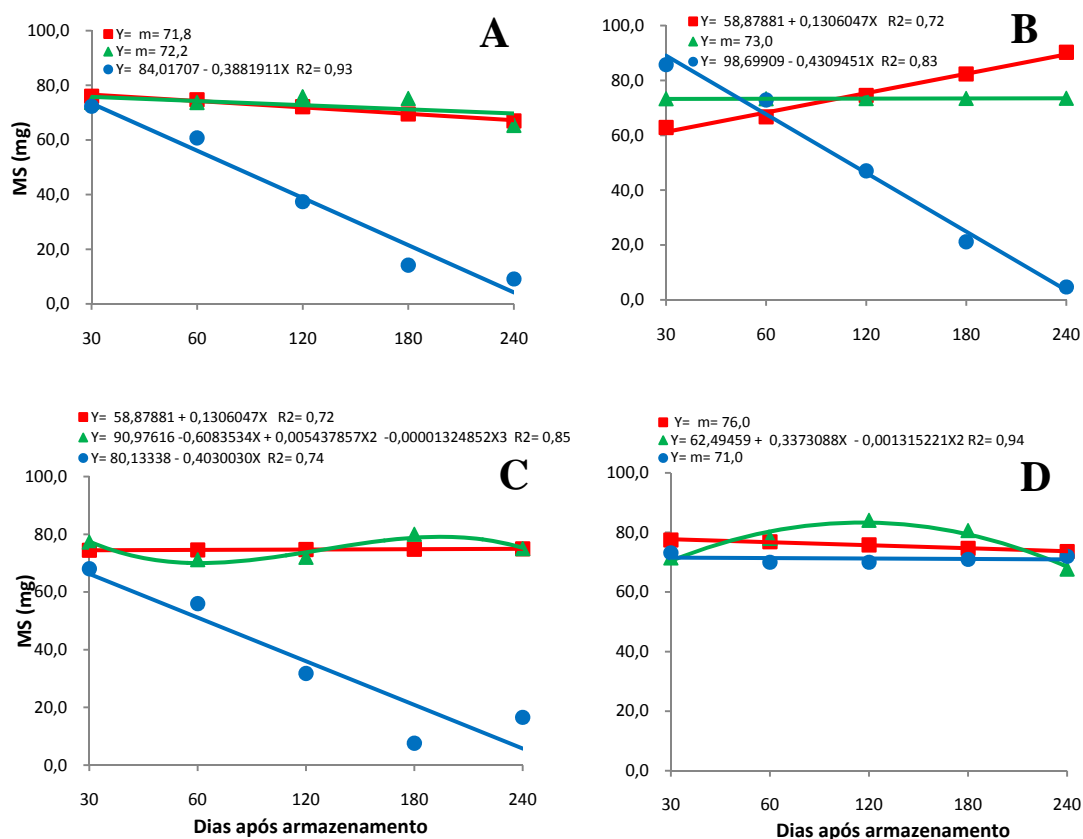 Y= m= 71,8
Y= m= 72,2
Y= 84,01707 - 0,3881911X R2= 0,93
A
100,0
80,0
60,0
40,0
20,0
0,0
MS (mg)
30 60 120 180 240
Y= 58,87881 + 0,1306047X R2= 0,72
Y= m= 73,0
Y= 98,69909 - 0,4309451X R2= 0,83
B
100,0
80,0
60,0
40,0
20,0
0,0
30 60 120 180 240
Y= 58,87881 + 0,1306047X R2= 0,72
Y= 90,97616 -0,6083534X + 0,005437857X2 -0,00001324852X3 R2= 0,85
Y= 80,13338 - 0,4030030X R2= 0,74
C
100,0
80,0
60,0
40,0
20,0
0,0
MS (mg)
30 60 120 180 240
Dias após armazenamento
Y= m= 76,0
Y= 62,49459 + 0,3373088X - 0,001315221X2 R2= 0,94
Y= m= 71,0
D
100,0
80,0
60,0
40,0
20,0
0,0
30 60 120 180 240
Dias após armazenamento